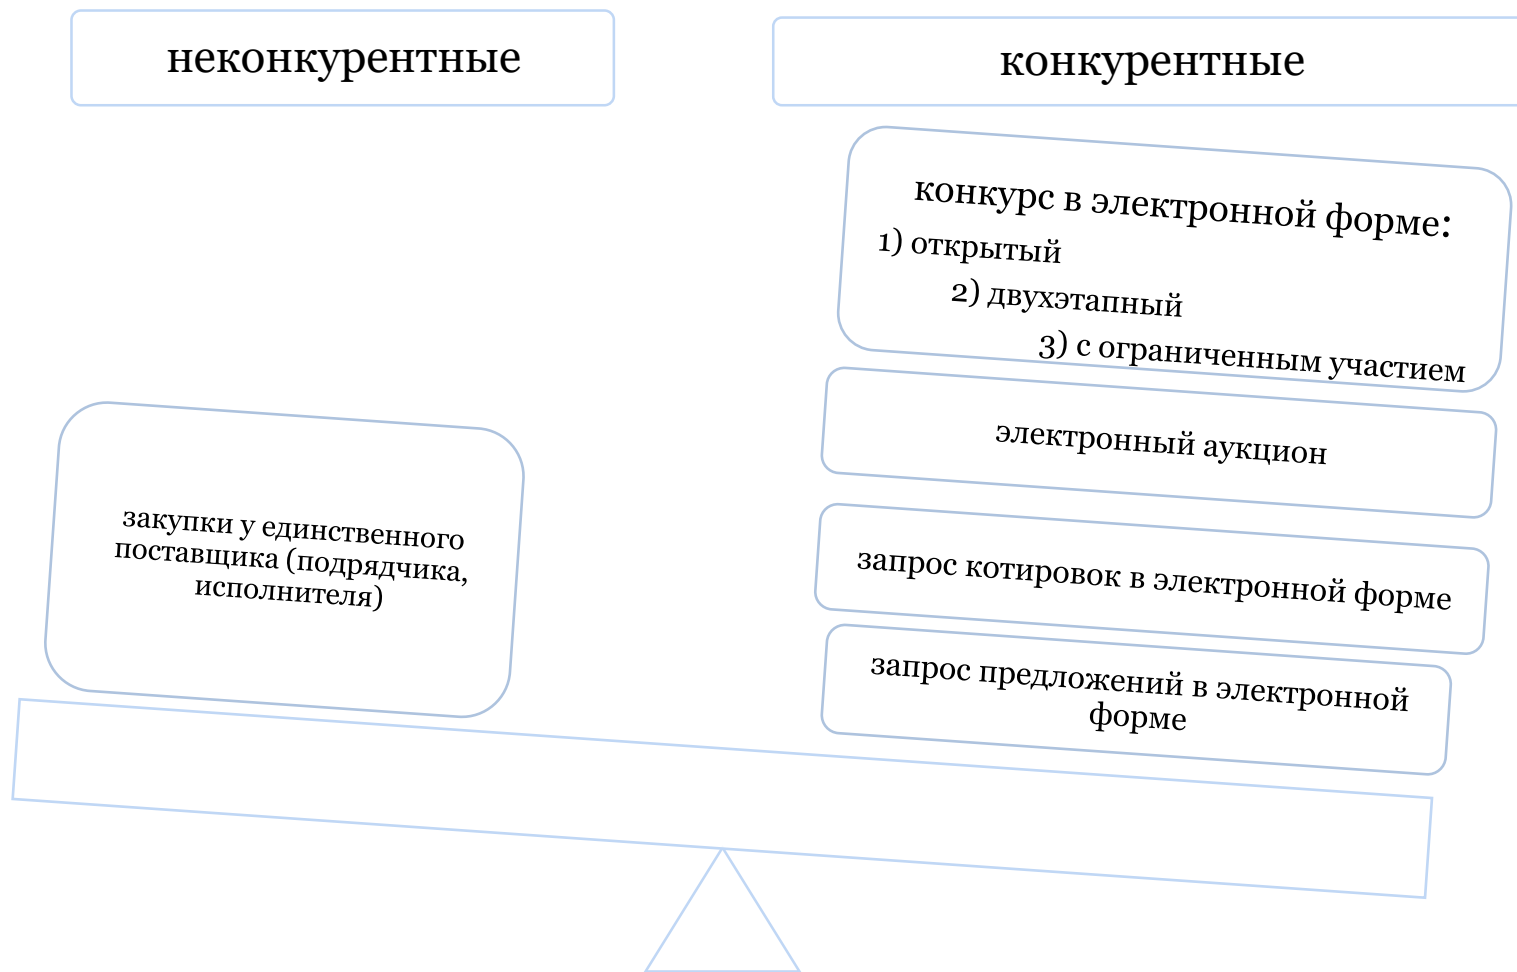 неконкурентные
конкурентные
конкурс в электронной форме:
1) открытый
2) двухэтапный
3) с ограниченным участием
электронный аукцион
запрос котировок в электронной форме
запрос предложений в электронной
форме
закупки у единственного
поставщика (подрядчика,
исполнителя)